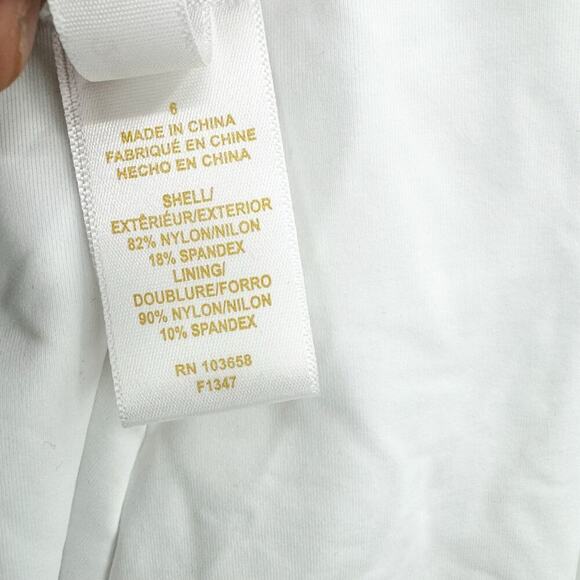 6
MADE IN CHINA
FABRIQUÉ EN CHINE
HECHO EN CHINA
SHELL/
EXTÉRIEUR/EXTERIOR
82% NYLON/NILON
18% SPANDEX
LINING/
DOUBLURE/FORRO
90% NYLON/NILON
10% SPANDEX
RN 103658
F1347